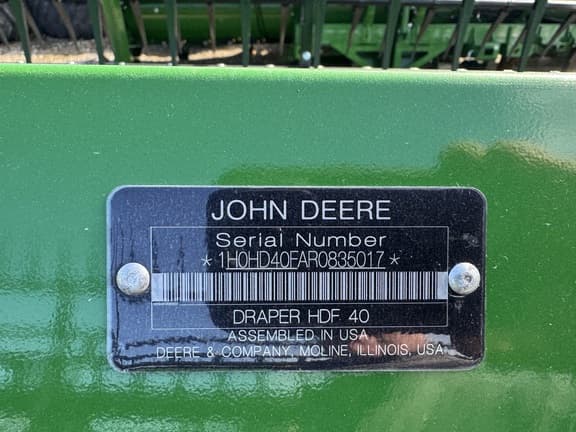 JOHN DEERE
Serial Number
*1H0HD40FAR0835017*
DRAPER HDF 40
ASSEMBLED IN USA
DEERE & COMPANY, MOLINE, ILLINOIS, USA